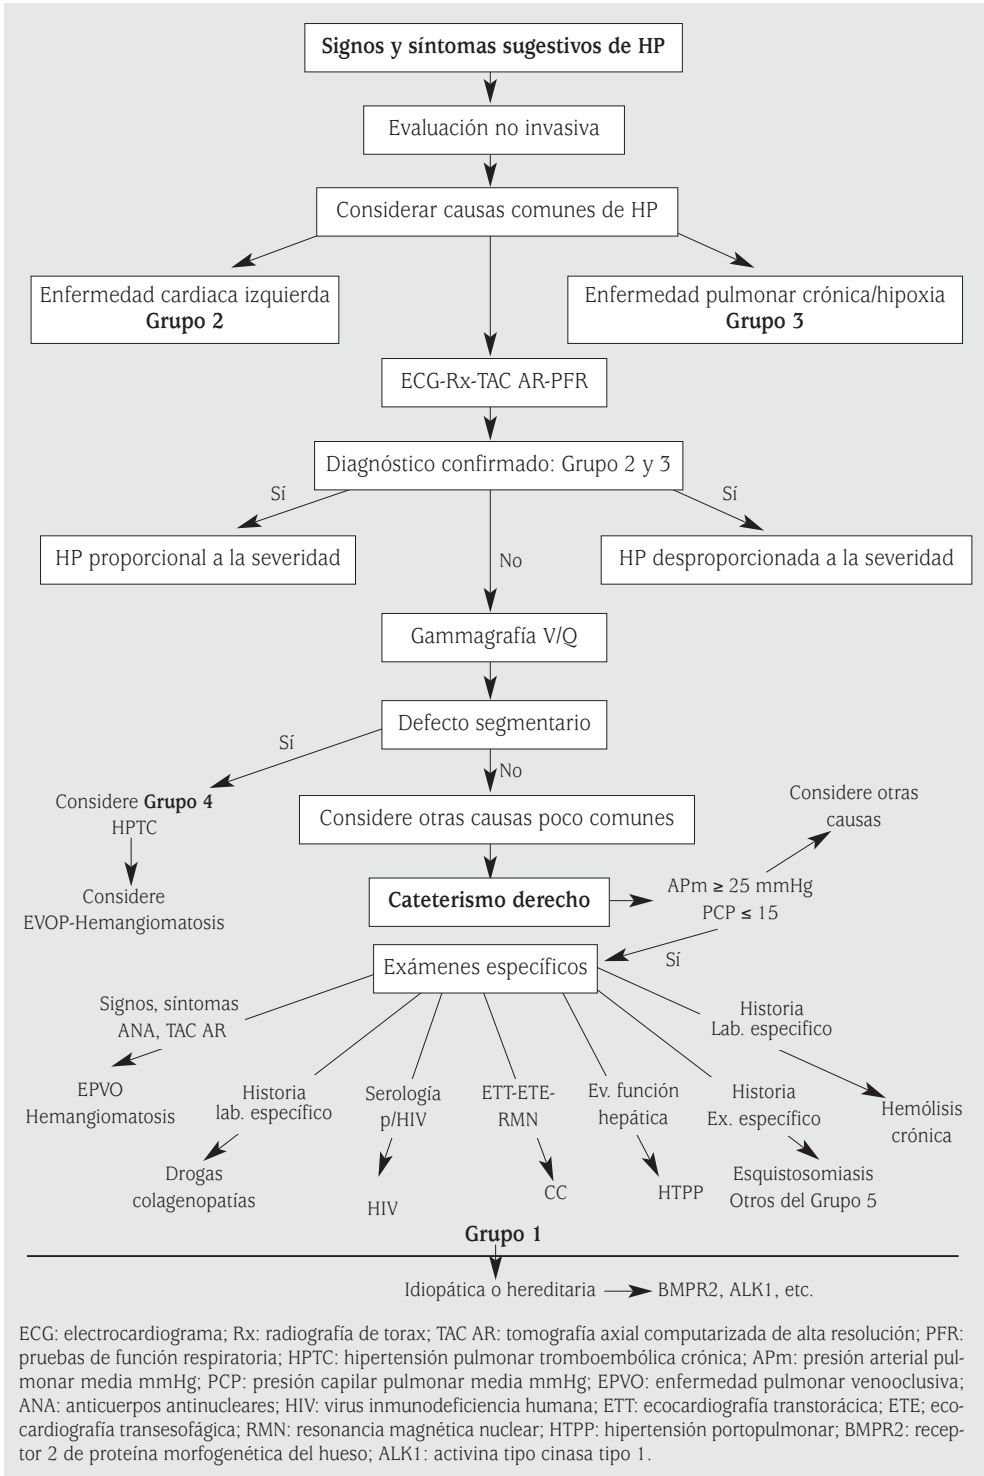 Signos y síntomas sugestivos de HP
Evaluación no invasiva
Considerar causas comunes de HP
Enfermedad cardiaca izquierda
Grupo 2
Enfermedad pulmonar crónica/hipoxia
Grupo 3
ECG-Rx-TAC AR-PFR
Diagnóstico confirmado: Grupo 2 y 3
Sí
Sí
HP proporcional a la severidad
No
HP desproporcionada a la severidad
Gammagrafía V/Q
Defecto segmentario
Sí
No
Considere Grupo 4
HPTC
Considere otras causas poco comunes
Considere otras
causas
Considere
EVOP-Hemangiomatosis
Cateterismo derecho
APm ≥ 25 mmHg
PCP ≤ 15
Sí
Exámenes específicos
Signos, síntomas
ANA, TAC AR
Historia
Lab. especifico
EPVO
Hemangiomatosis
Historia
lab. específico
Serología
p/HIV
ETT-ETE-
RMN
Ev. función
hepática
Historia
Ex. específico
Hemólisis
crónica
Drogas
colagenopatías
HIV
CC
HTPP
Esquistosomiasis
Otros del Grupo 5
Grupo 1
Idiopática o hereditaria
BMPR2, ALK1, etc.
ECG: electrocardiograma; Rx: radiografía de torax; TAC AR: tomografía axial computarizada de alta resolución; PFR:
pruebas de función respiratoria; HPTC: hipertensión pulmonar tromboembólica crónica; APm: presión arterial pul-
monar media mmHg; PCP: presión capilar pulmonar media mmHg; EPVO: enfermedad pulmonar venooclusiva;
ANA: anticuerpos antinucleares; HIV: virus inmunodeficiencia humana; ETT: ecocardiografía transtorácica; ETE; eco-
cardiografía transesofágica; RMN: resonancia magnética nuclear; HTPP: hipertensión portopulmonar; BMPR2: recep-
tor 2 de proteína morfogenética del hueso; ALK1: activina tipo cinasa tipo 1.